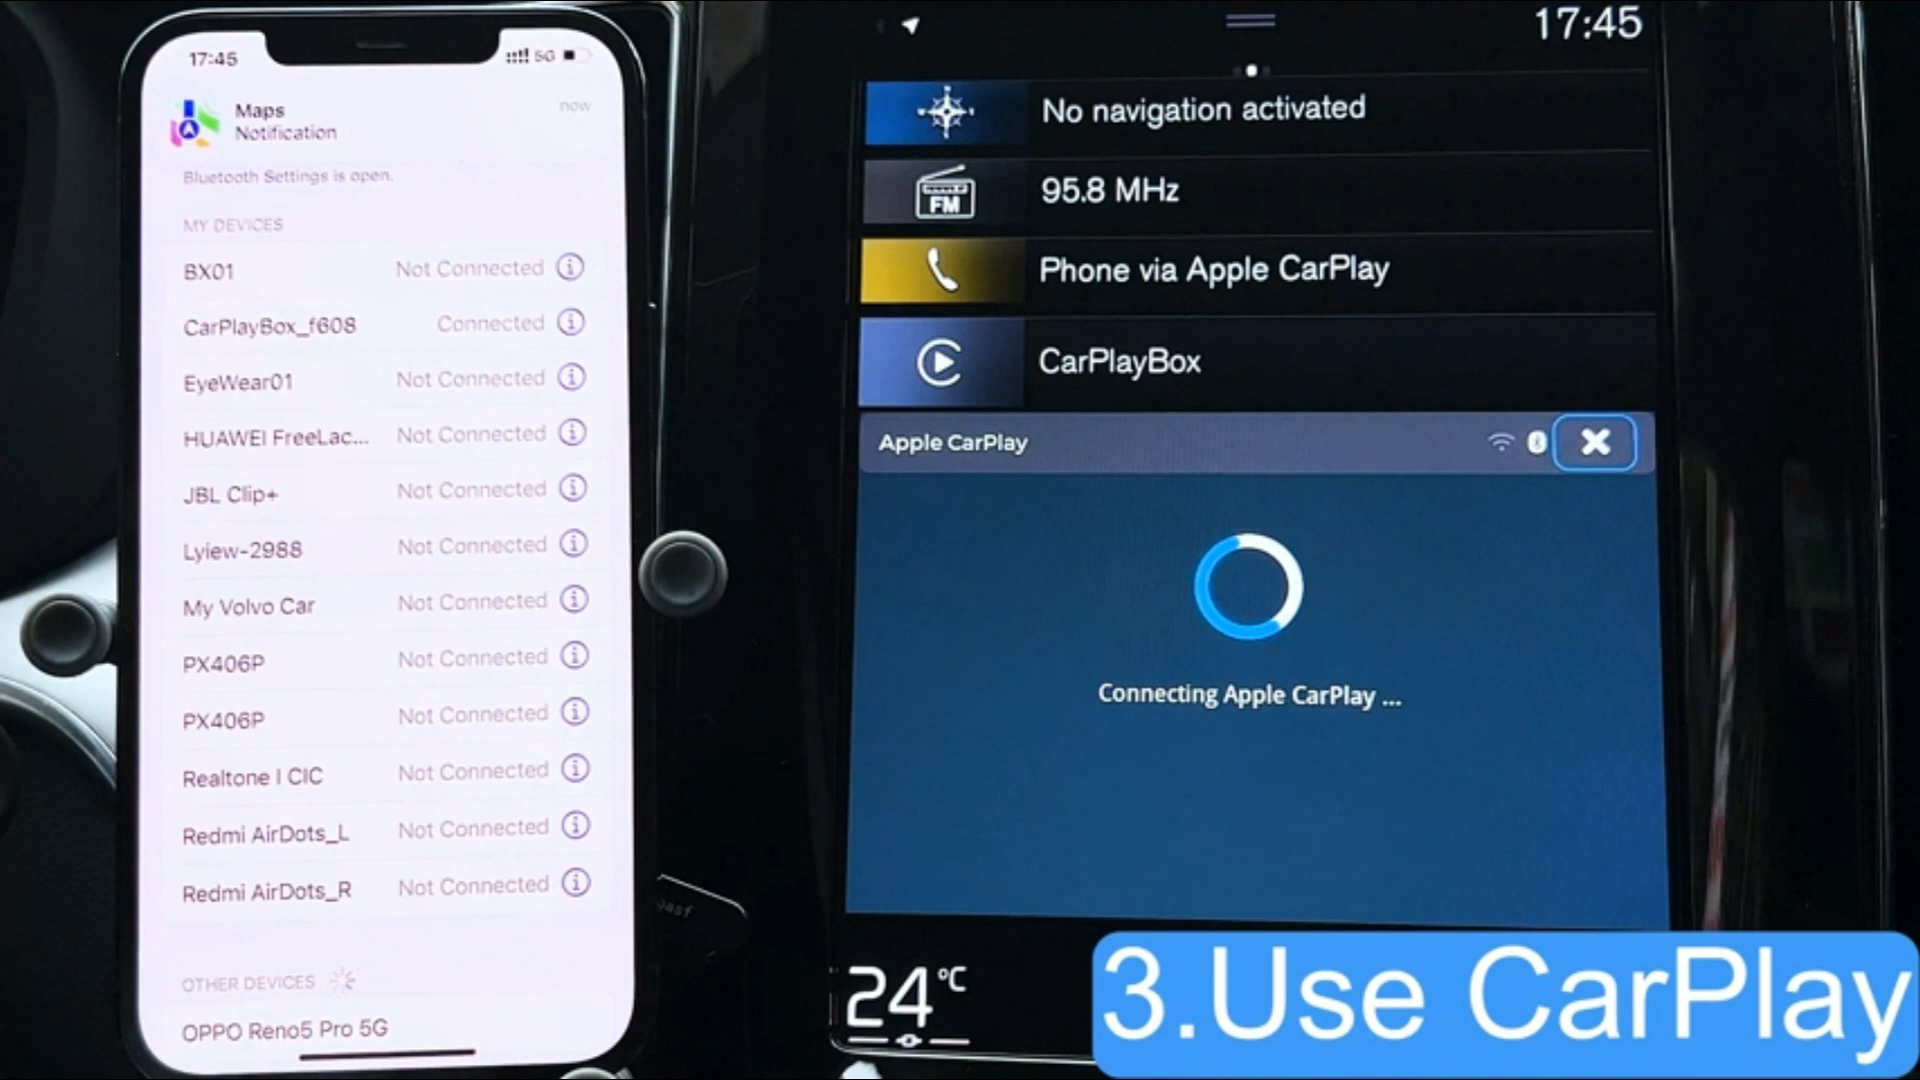 17:45
5G
Maps
now
Notification
Bluetooth Settings is open.
MY DEVICES
BX01 Not Connected
CarPlayBox_f608 Connected
EyeWear01 Not Connected
HUAWEI FreeLac... Not Connected
JBL Clip+ Not Connected
Lyiew-2988 Not Connected
My Volvo Car Not Connected
PX406P Not Connected
PX406P Not Connected
Realtone I CIC Not Connected
Redmi AirDots_L Not Connected
Redmi AirDots_R Not Connected
OTHER DEVICES
OPPO Reno5 Pro 5G
17:45
No navigation activated
FM
95.8 MHz
Phone via Apple CarPlay
CarPlayBox
Apple CarPlay
Connecting Apple CarPlay ...
24°C
3.Use CarPlay